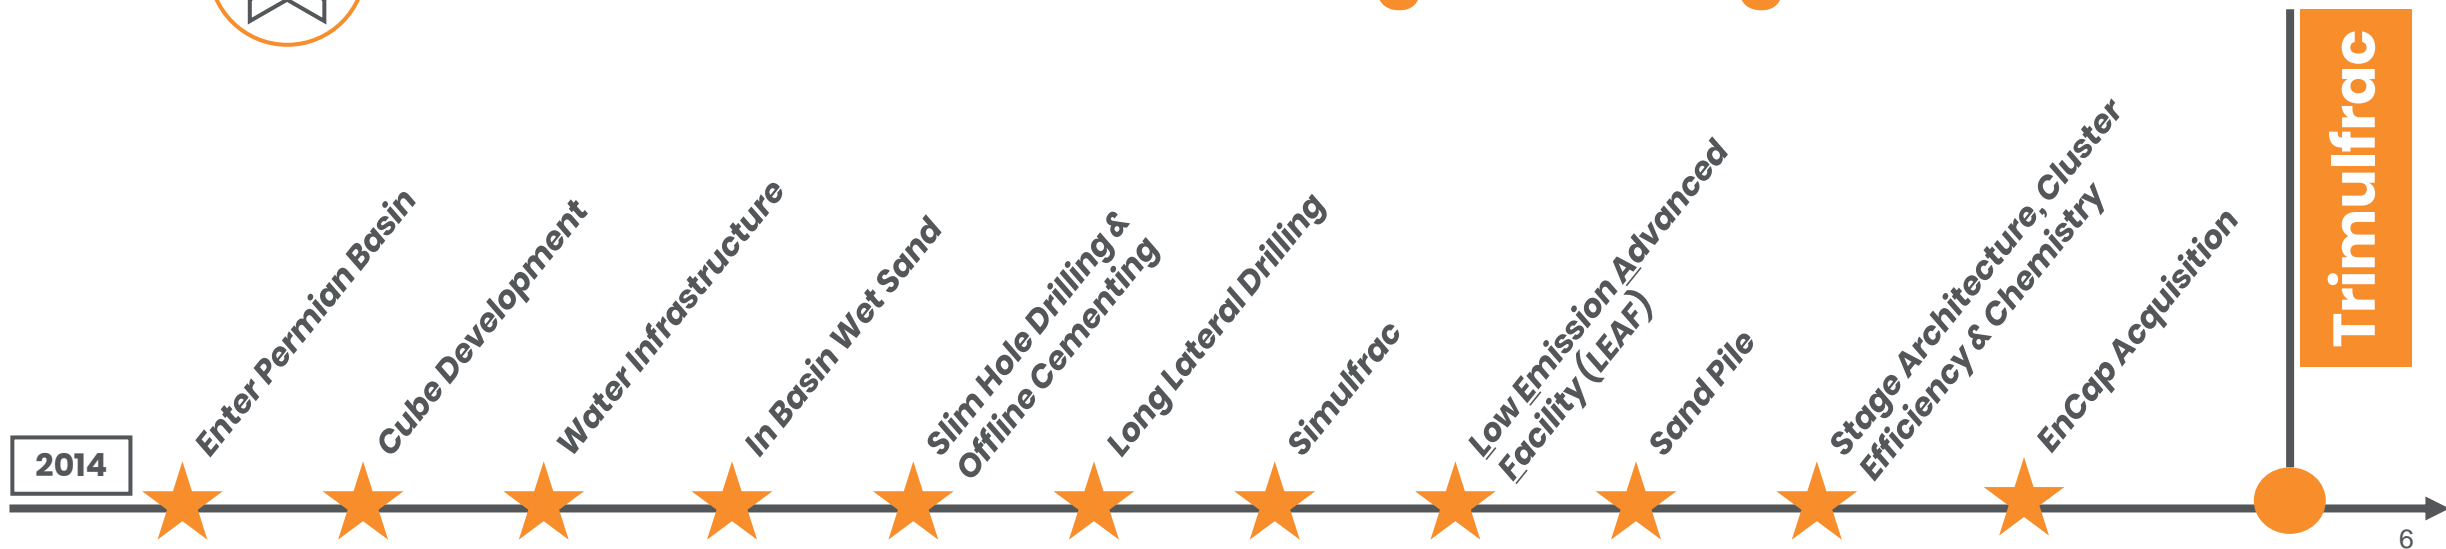 2014
Enter Permian Basin
Cube Development
Water Infrastructure
In Basin Wet Sand
Slim Hole Drilling &
Offline Cementing
Long Lateral Drilling
Simulfrac
Low Emission Advanced
Facility (LEAF)
Sand Pile
Stage Architecture, Cluster
Efficiency & Chemistry
EnCap Acquisition
Trimulfrac
6